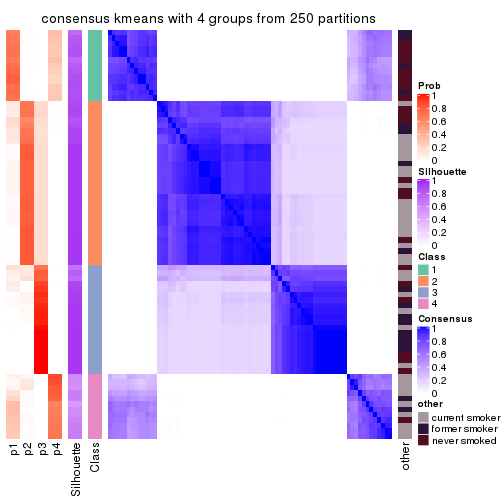 consensus kmeans with 4 groups from 250 partitions
Prob
1
0.8
0.6
0.4
0.2
0
Silhouette
1
0.8
0.6
0.4
0.2
0
Class
1
2
3
4
Consensus
1
0.8
0.6
0.4
0.2
0
other
current smoker
former smoker
never smoked
p1
p2
p3
p4
Silhouette
Class
other